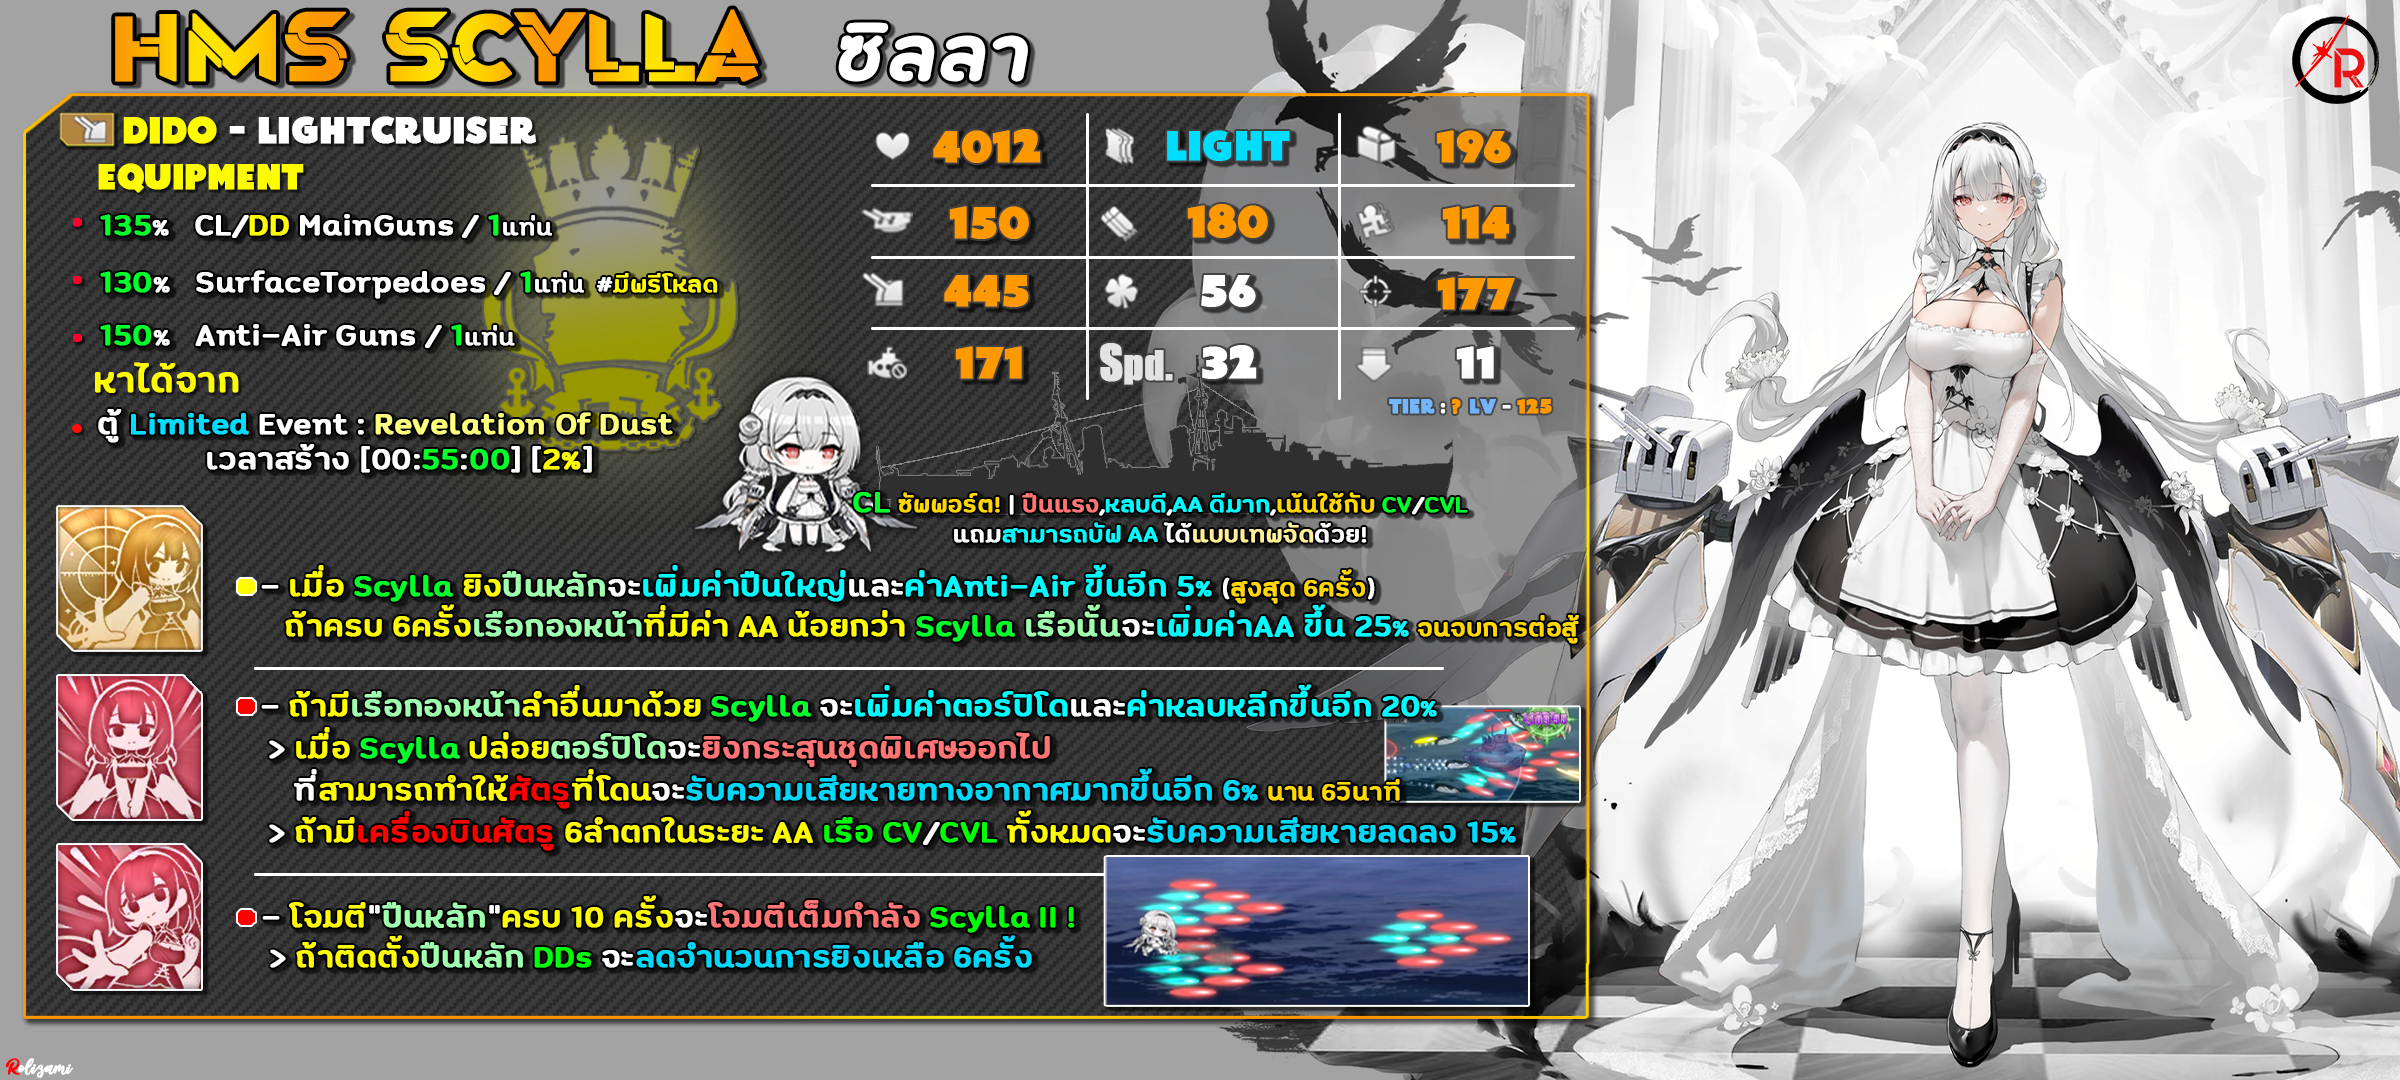 HMS SCYLLA ซิลลา
R
DIDO - LIGHTCRUISER
EQUIPMENT
135% CL/DD MainGuns / 1แท่น
130% SurfaceTorpedoes / 1แท่น #มีฟรีโหลด
150% Anti-Air Guns / 1แท่น
หาได้จาก
ตู้ Limited Event : Revelation Of Dust
เวลาสร้าง [00:55:00] [2%]
4012 LIGHT 196
150 180 114
445 56 177
171 Spd. 32 11
TIER : ? LV - 125
CL ซัพพอร์ต! | ปืนแรง,หลบดี,AA ดีมาก,เน้นใช้กับ CV/CVL
แถมสามารถบัฟ AA ได้แบบเทพจัดด้วย!
- เมื่อ Scylla ยิงปืนหลักจะเพิ่มค่าปืนใหญ่และค่าAnti-Air ขึ้นอีก 5% (สูงสุด 6ครั้ง)
ถ้าครบ 6ครั้งเรือกองหน้าที่มีค่า AA น้อยกว่า Scylla เรือนั้นจะเพิ่มค่าAA ขึ้น 25% จนจบการต่อสู้
- ถ้ามีเรือกองหน้าลำอื่นมาด้วย Scylla จะเพิ่มค่าตอร์ปิโดและค่าหลบหลีกขึ้นอีก 20%
> เมื่อ Scylla ปล่อยตอร์ปิโดจะยิงกระสุนชุดพิเศษออกไป
ที่สามารถทำให้ศัตรูที่โดนจะรับความเสียหายทางอากาศมากขึ้นอีก 6% นาน 6วินาที
> ถ้ามีเครื่องบินศัตรู 6ลำตกในระยะ AA เรือ CV/CVL ทั้งหมดจะรับความเสียหายลดลง 15%
- โจมตี"ปืนหลัก"ครบ 10 ครั้งจะโจมตีเต็มกำลัง Scylla II !
> ถ้าติดตั้งปืนหลัก DDs จะลดจำนวนการยิงเหลือ 6ครั้ง
Rolizami